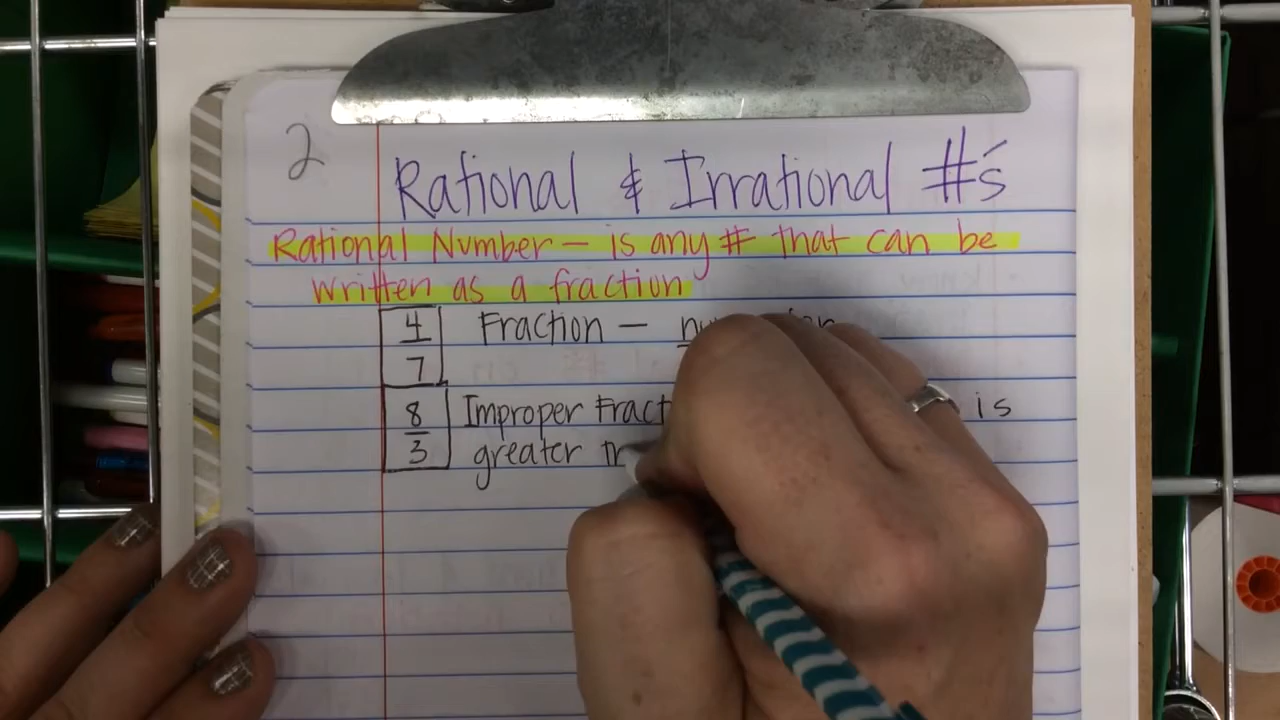 2
Rational & Irrational #'s
Rational Number – is any # that can be
written as a fraction
4
7
Fraction –
8
3
Improper Fract is
greater